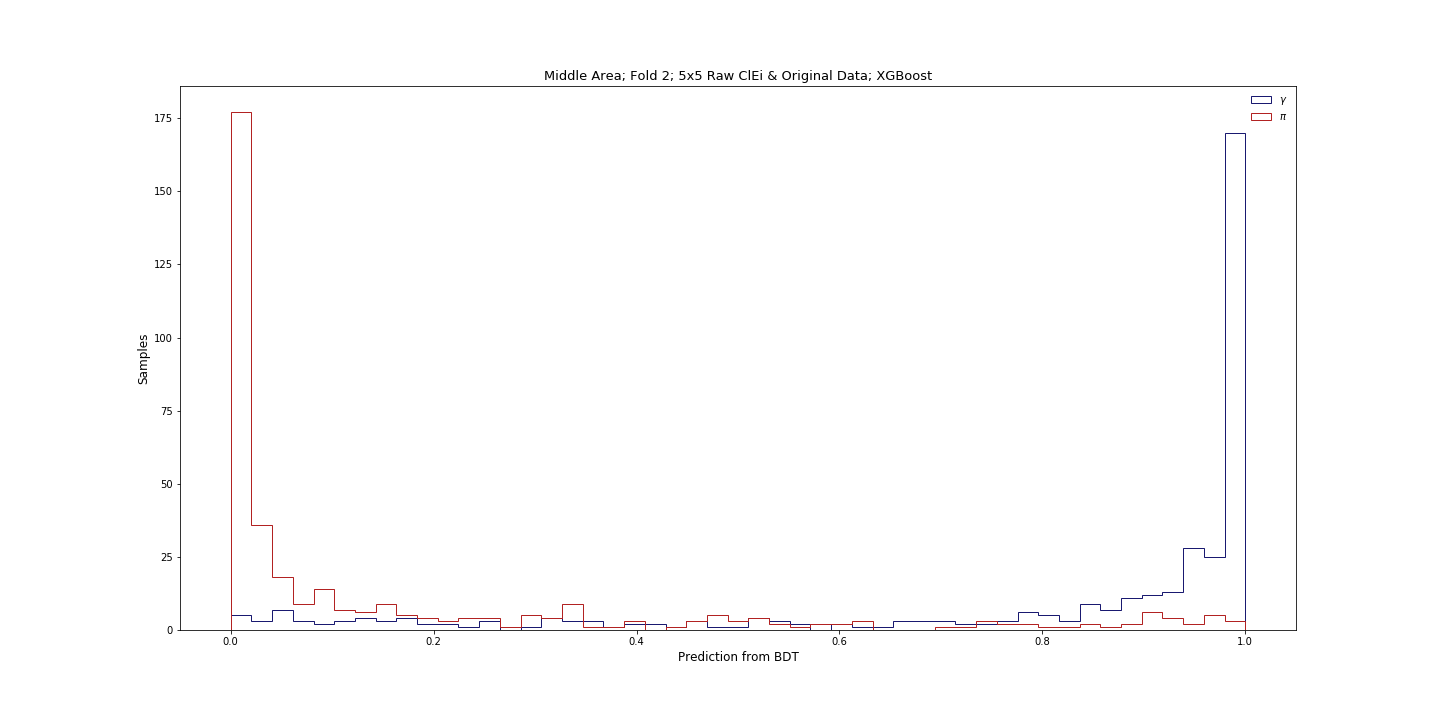 Middle Area; Fold 2; 5x5 Raw ClEi & Original Data; XGBoost
γ
π
175
150
125
100
75
50
25
0
Samples
0.0 0.2 0.4 0.6 0.8 1.0
Prediction from BDT